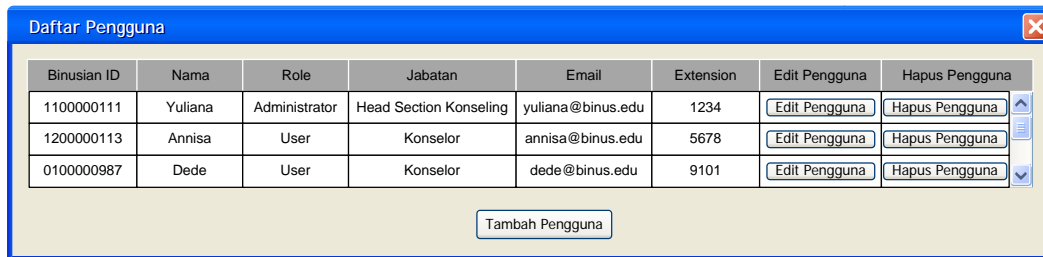 Daftar Pengguna
Binusian ID Nama Role Jabatan Email Extension Edit Pengguna Hapus Pengguna
1100000111 Yuliana Administrator Head Section Konseling yuliana@binus.edu 1234 Edit Pengguna Hapus Pengguna
1200000113 Annisa User Konselor annisa@binus.edu 5678 Edit Pengguna Hapus Pengguna
0100000987 Dede User Konselor dede@binus.edu 9101 Edit Pengguna Hapus Pengguna
Tambah Pengguna